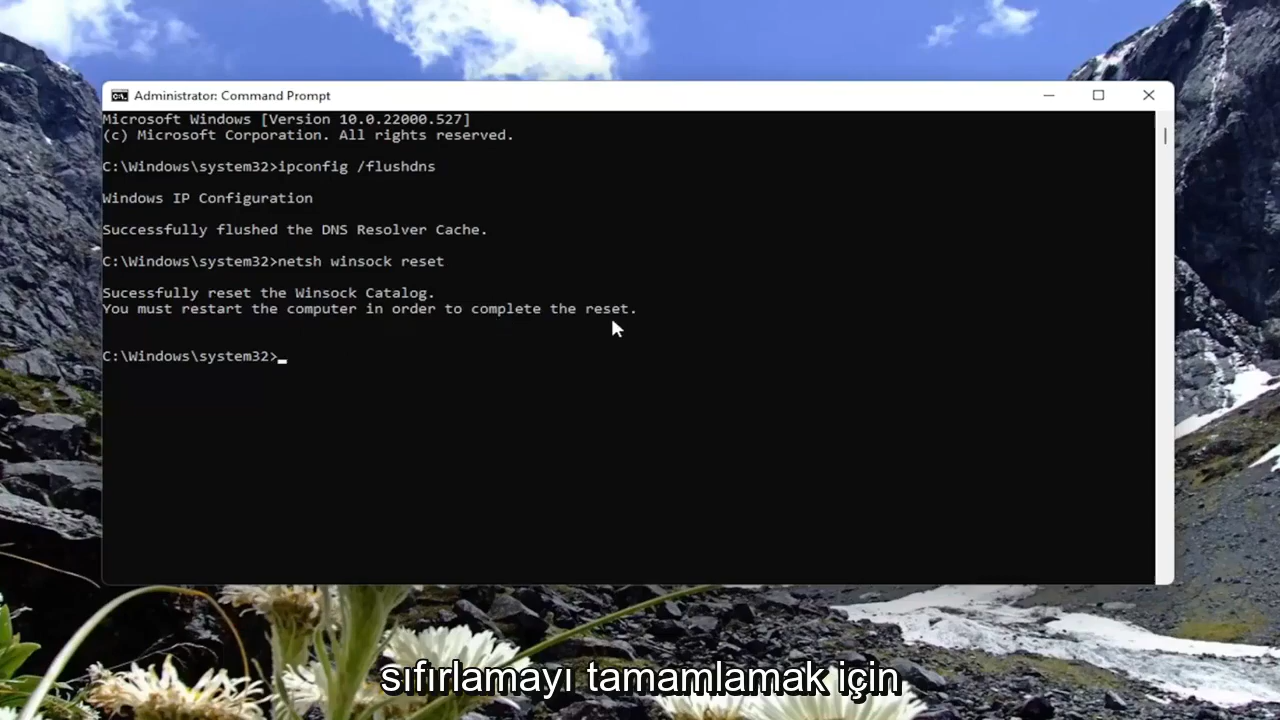 Administrator: Command Prompt
Microsoft Windows [Version 10.0.22000.527]
(c) Microsoft Corporation. All rights reserved.
C:\Windows\system32>ipconfig /flushdns
Windows IP Configuration
Successfully flushed the DNS Resolver Cache.
C:\Windows\system32>netsh winsock reset
Sucessfully reset the Winsock Catalog.
You must restart the computer in order to complete the reset.
C:\Windows\system32>
sıfırlamayı tamamlamak için